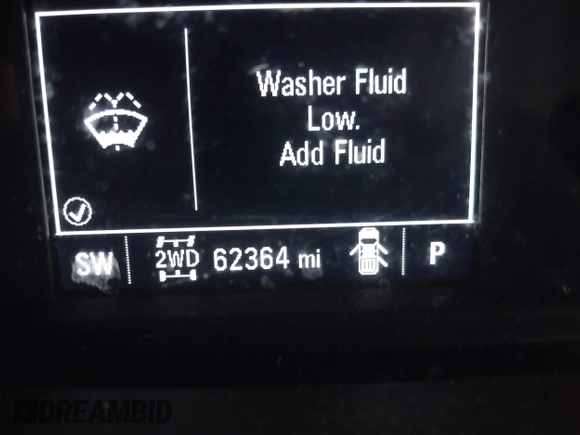 Washer Fluid
Low.
Add Fluid
SW 2WD 62364 mi P
DREAMBID